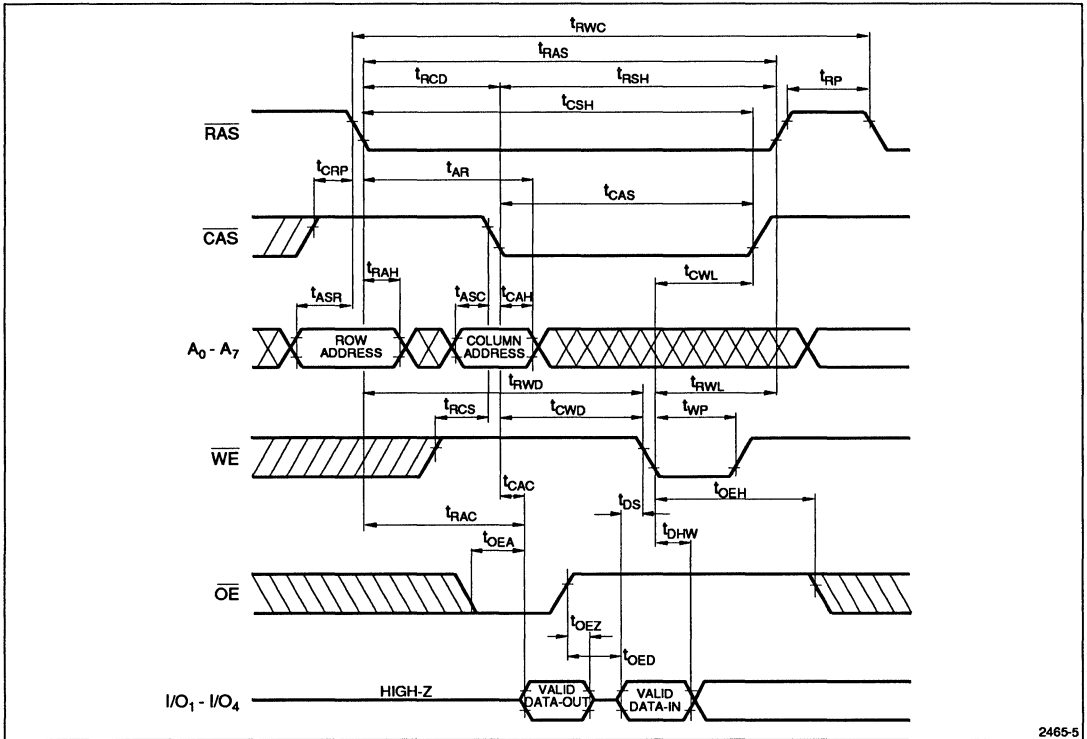 tRWC
tRAS
tRCD tRSH tRP
tCSH
RAS
tCRP tAR
tCAS
CAS
tRAH tCWL
tASR tASC tCAH
A0 - A7 ROW ADDRESS COLUMN ADDRESS
tRWD tRWL
tRCS tCWD tWP
WE
tCAC tOEH
tRAC tDS
tOEA tDHW
OE
tOEZ
tOED
I/O1 - I/O4 HIGH-Z VALID DATA-OUT VALID DATA-IN
2465-5